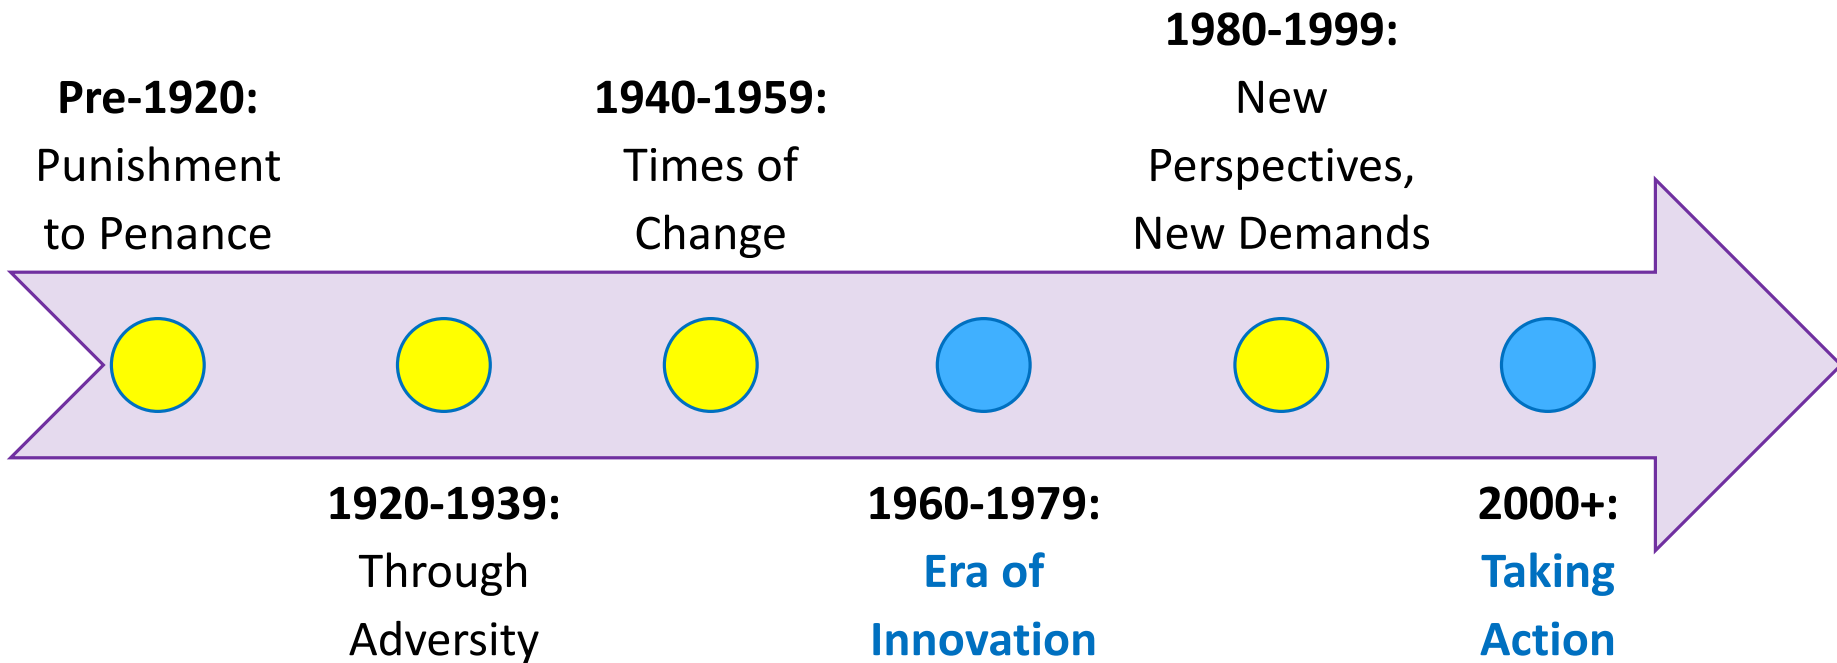 Pre-1920:
Punishment
to Penance
1920-1939:
Through
Adversity
1940-1959:
Times of
Change
1960-1979:
Era of
Innovation
1980-1999:
New
Perspectives,
New Demands
2000+:
Taking
Action